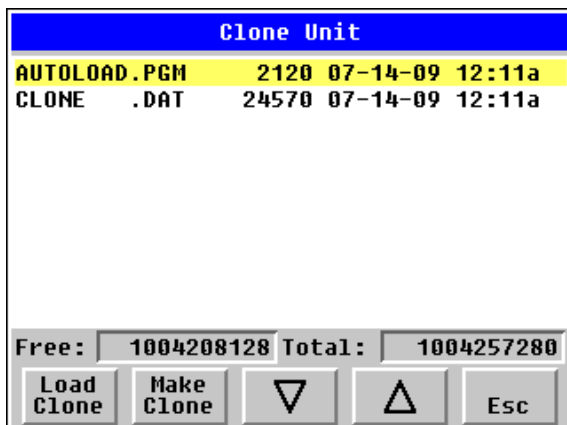 Clone Unit
AUTOLOAD.PGM 2120 07-14-09 12:11a
CLONE .DAT 24570 07-14-09 12:11a
Free: 1004208128 Total: 1004257280
Load Clone Make Clone ▽ △ Esc